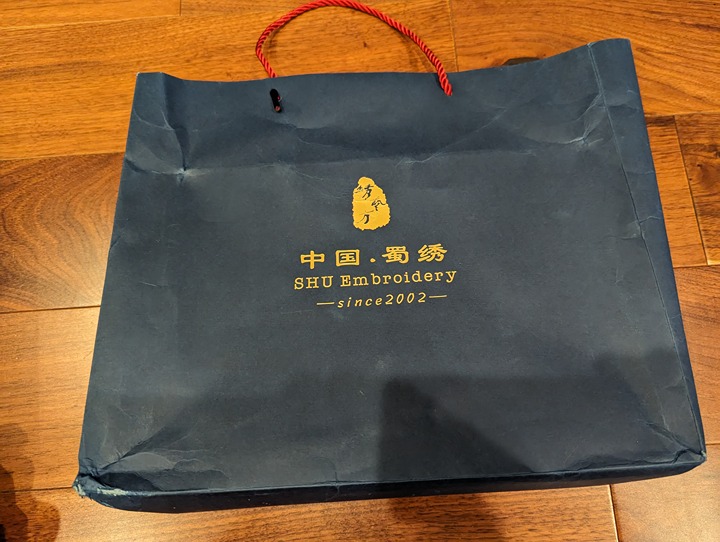 中国.蜀绣
SHU Embroidery
—since2002—